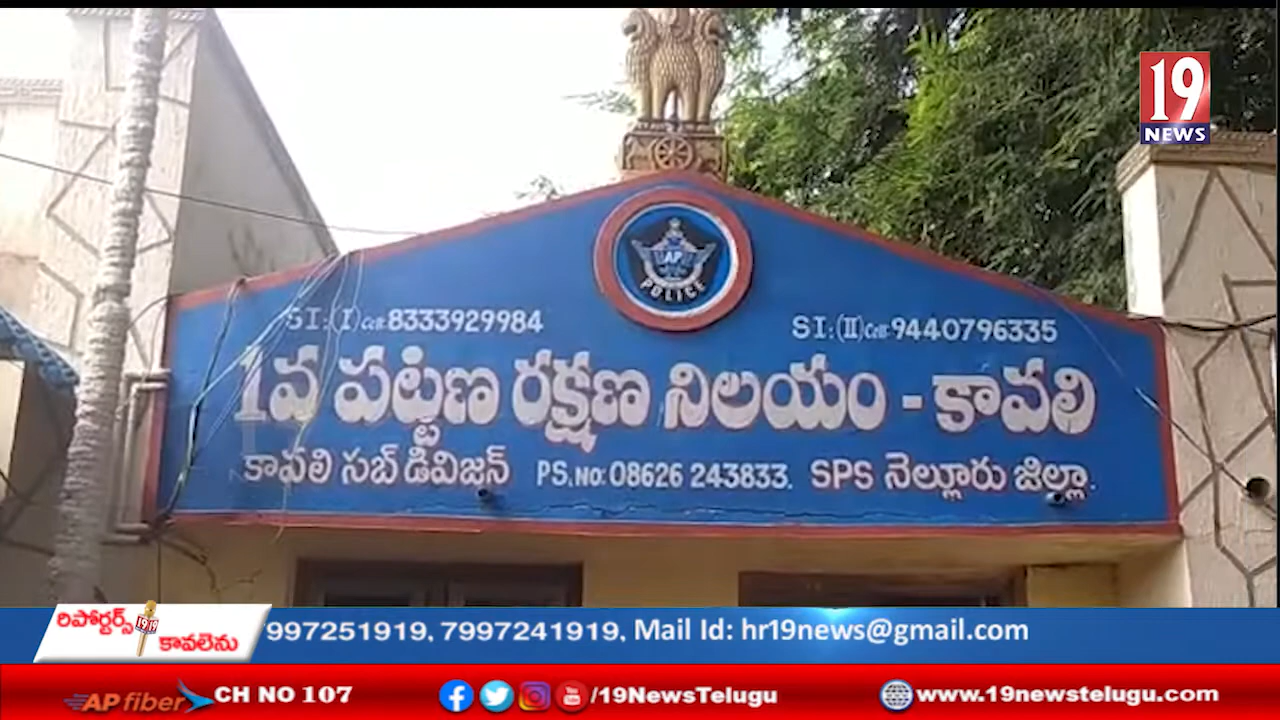 19
NEWS
AP
POLICE
SI:(I) Cell: 8333929984
SI:(II) Cell: 9440796335
1వ పట్టణ రక్షణ నిలయం - కావలి
కావలి సబ్ డివిజన్ PS.NO: 08626 243833. SPS నెల్లూరు జిల్లా.
రిపోర్టర్స్
కావలెను
997251919, 7997241919, Mail Id: hr19news@gmail.com
AP fiber CH NO 107
/19NewsTelugu
www.19newstelugu.com